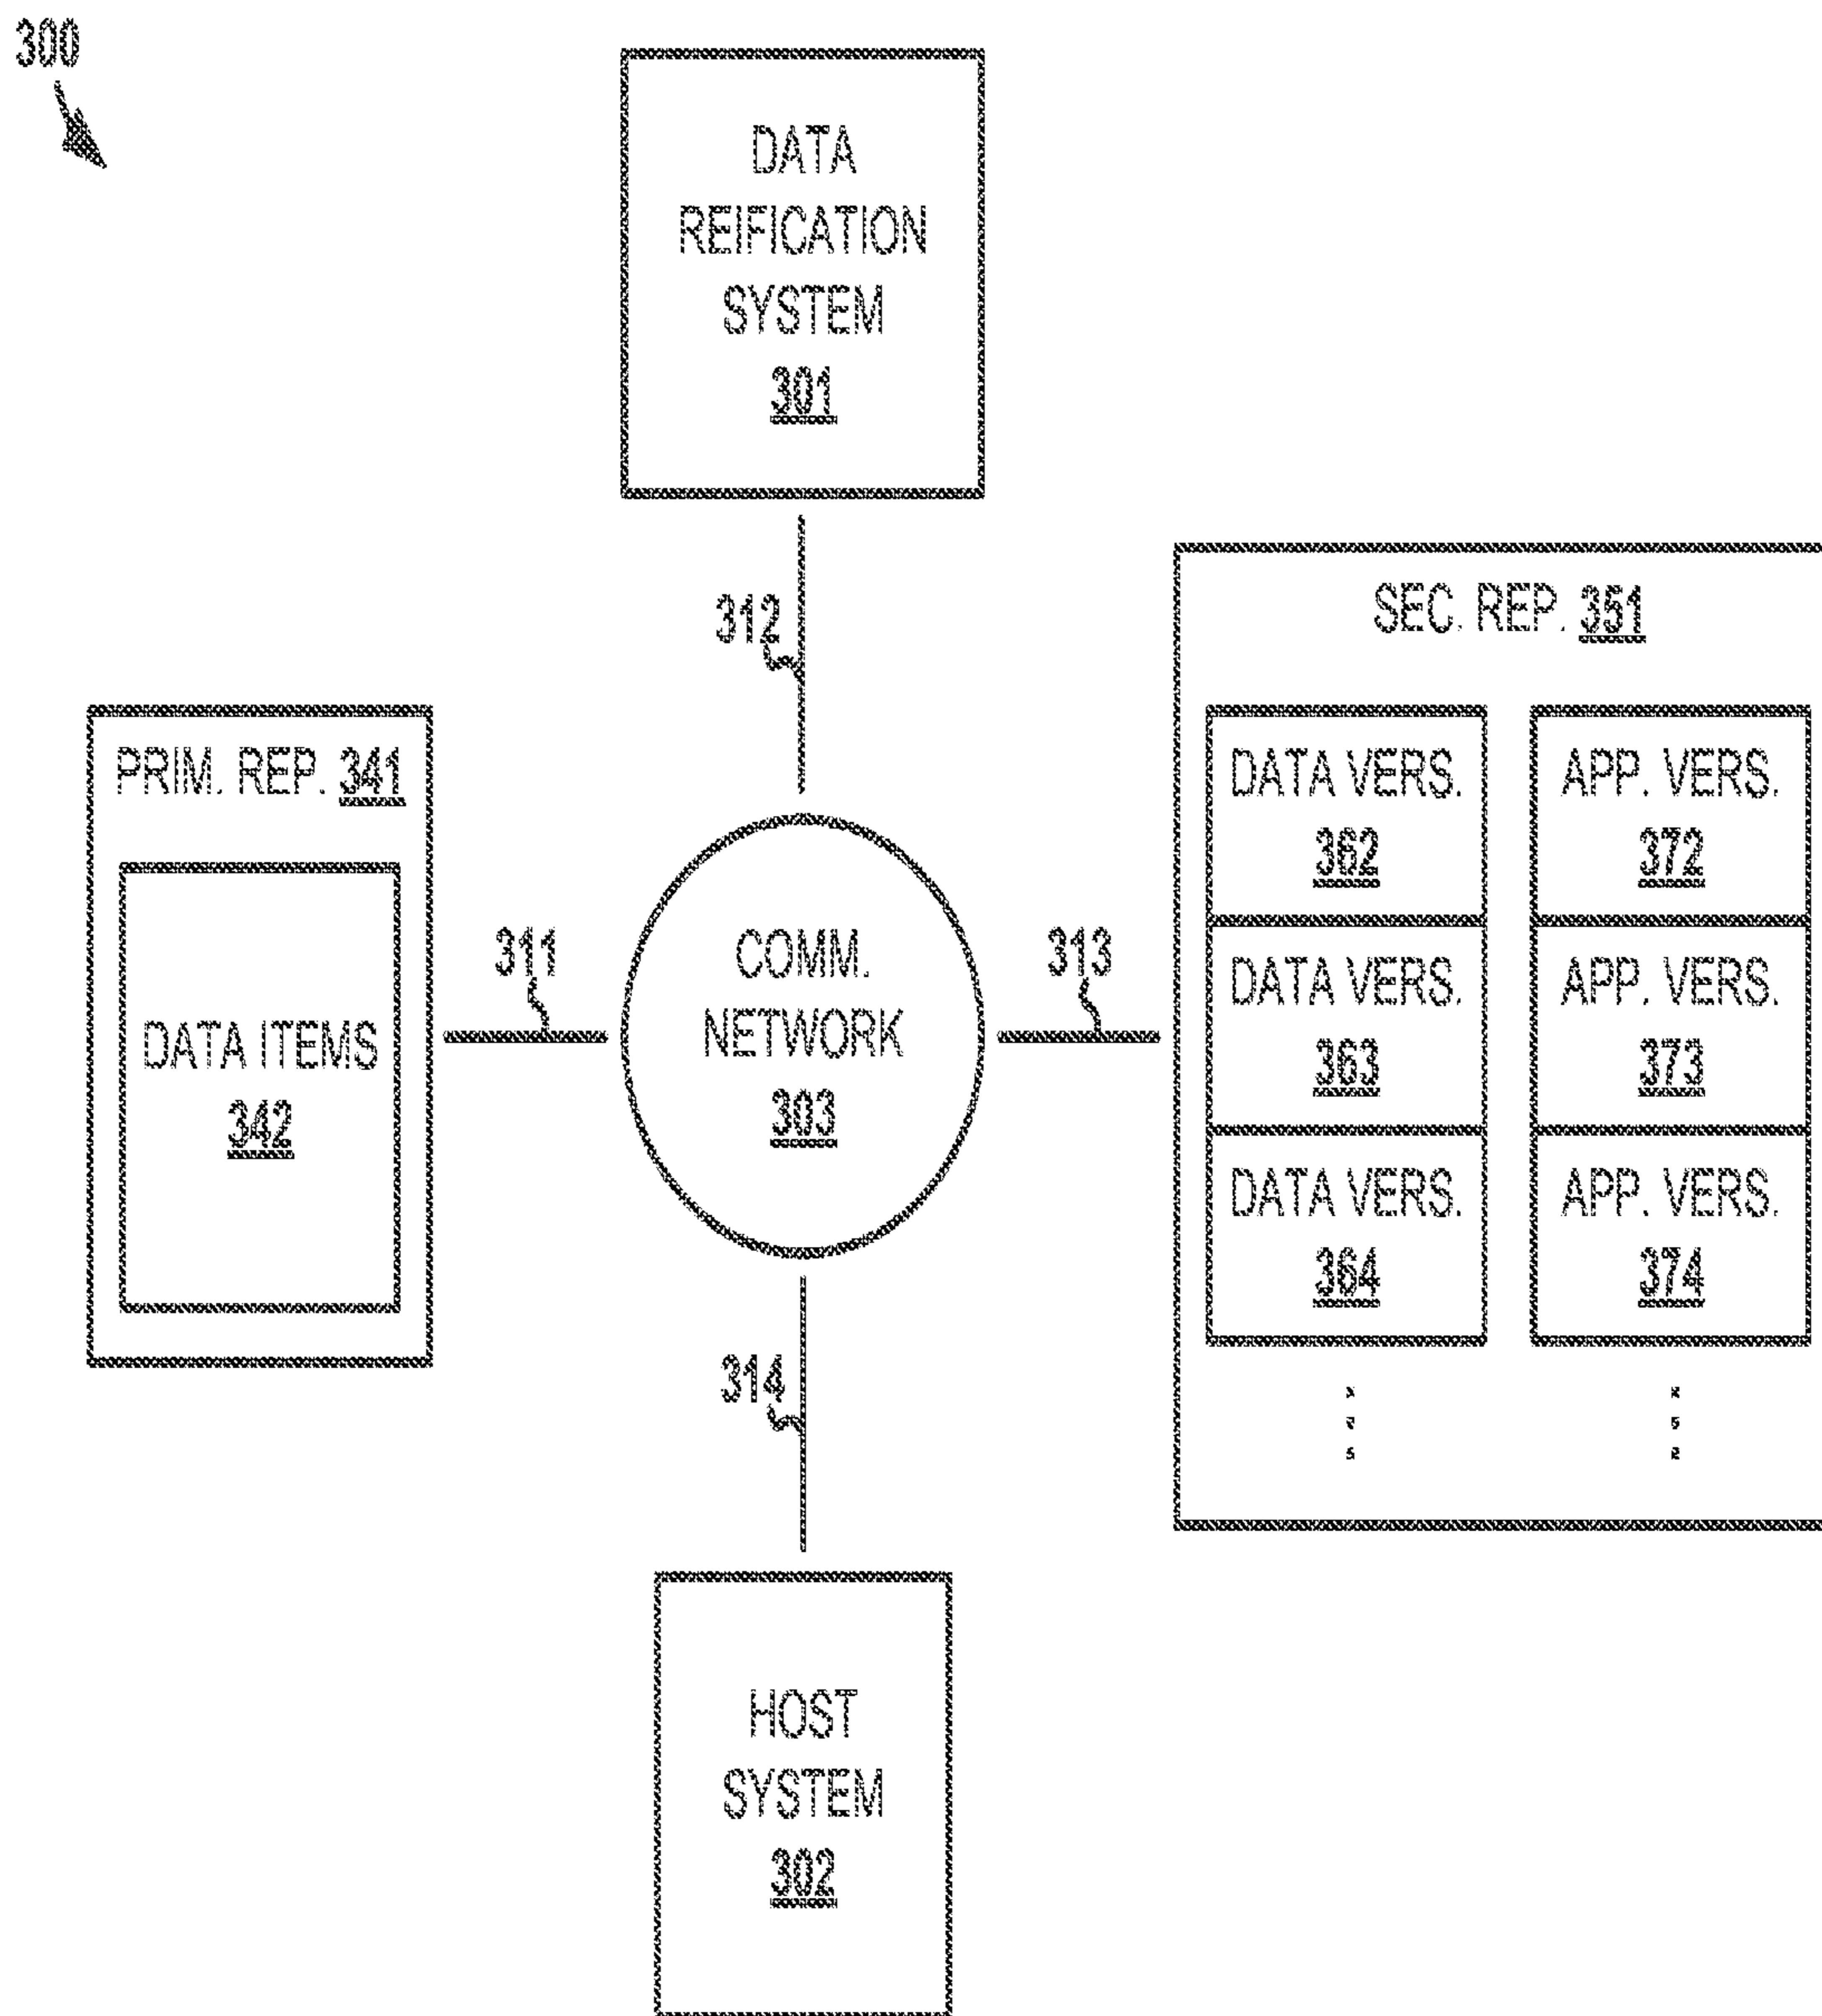 300
DATA
REIFICATION
SYSTEM
301
312
SEC. REP. 351
PRIM. REP. 341
DATA ITEMS
342
311
COMM.
NETWORK
303
313
DATA VERS.
362
APP. VERS.
372
DATA VERS.
363
APP. VERS.
373
DATA VERS.
364
APP. VERS.
374
314
HOST
SYSTEM
302